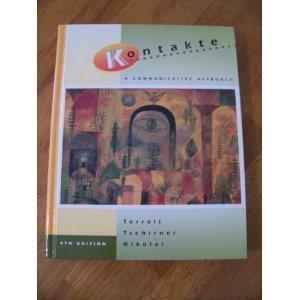 Kontakte
A COMMUNICATIVE APPROACH
Terrell
Tschirner
Nikolai
4TH EDITION